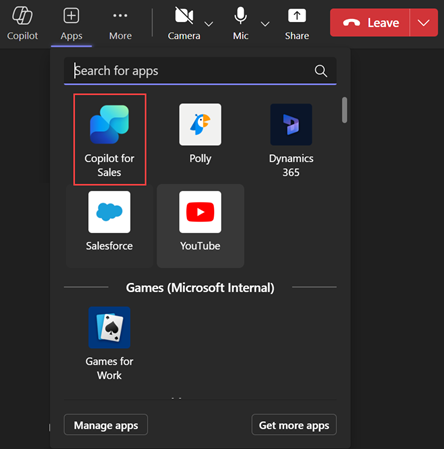 Copilot
Apps
More
Camera
Mic
Share
Leave
Search for apps
Copilot for
Sales
Polly
Dynamics
365
Salesforce
YouTube
Games (Microsoft Internal)
Games for
Work
Manage apps
Get more apps